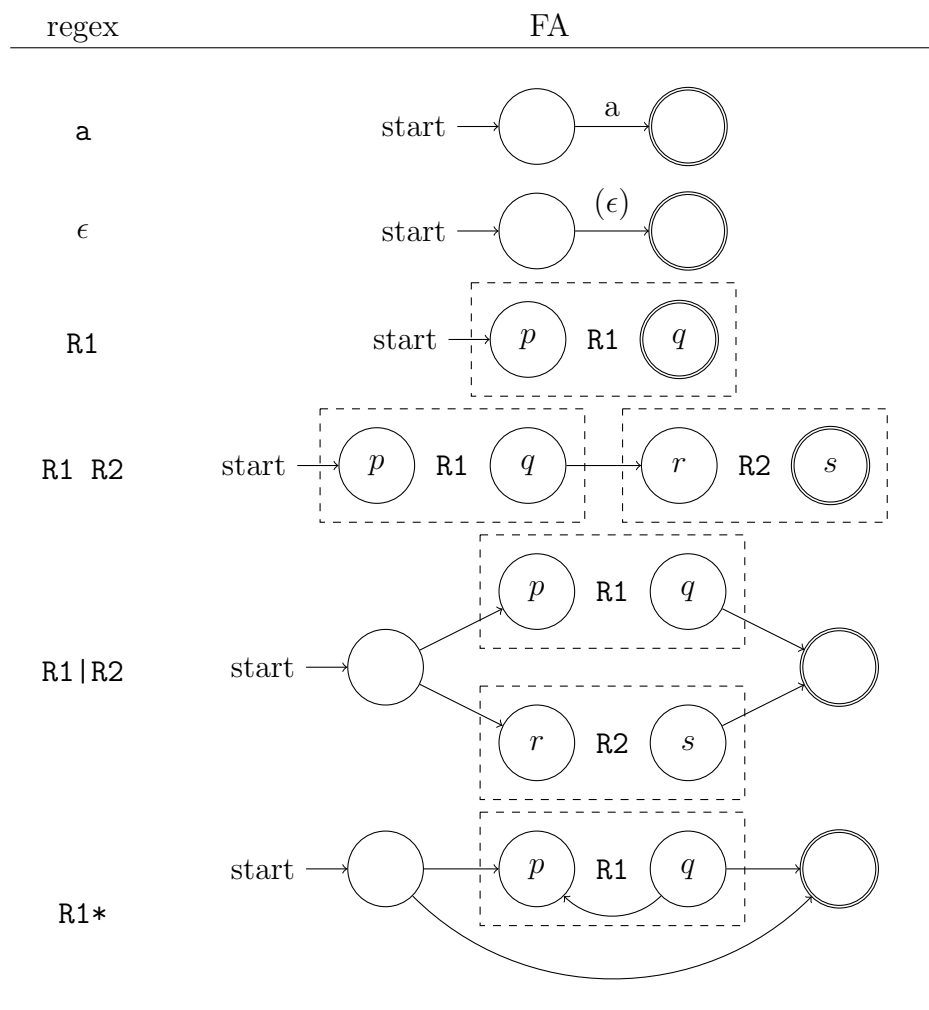 regex FA
a start a
ϵ start (ϵ)
R1 start p R1 q
R1 R2 start p R1 q r R2 s
p R1 q
R1|R2 start
r R2 s
start p R1 q
R1*